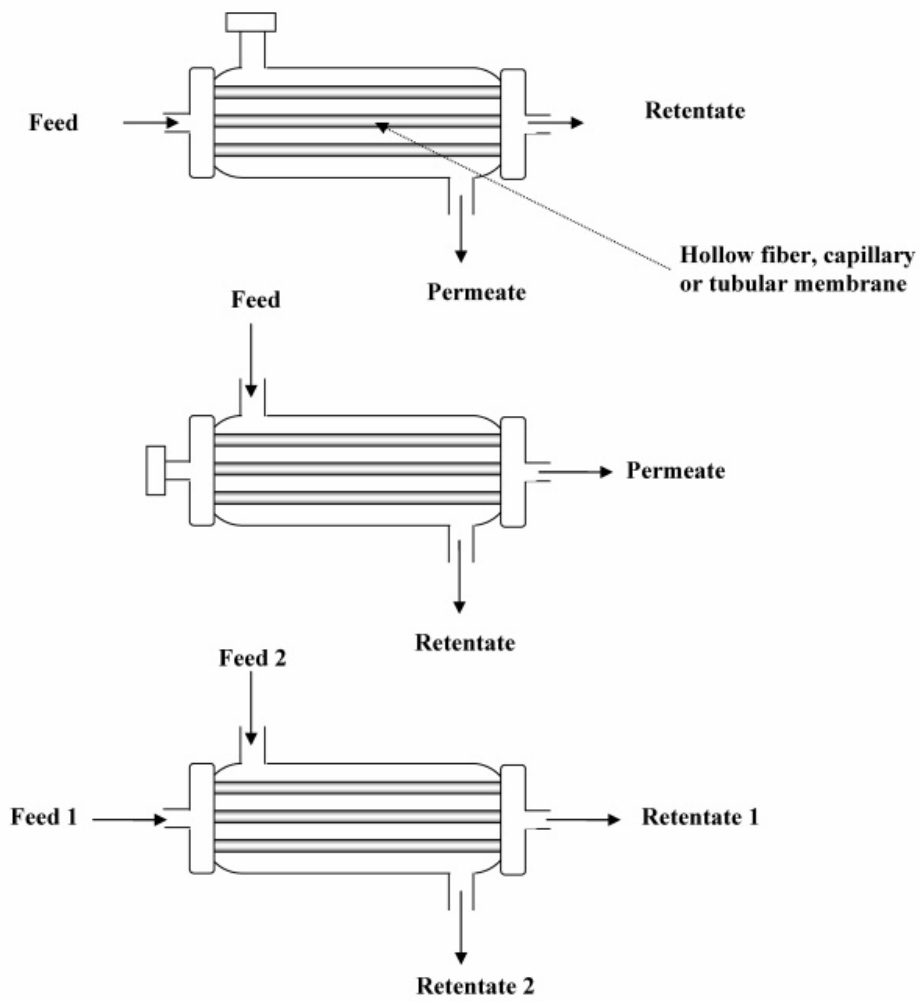 Feed
Retentate
Hollow fiber, capillary
or tubular membrane
Permeate
Feed
Permeate
Retentate
Feed 2
Feed 1
Retentate 1
Retentate 2